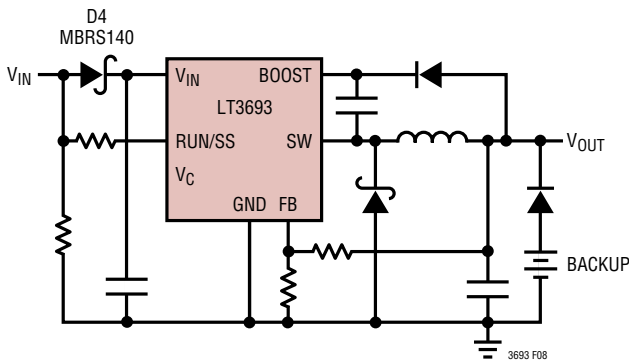 D4
MBRS140
VIN
VIN
BOOST
LT3693
RUN/SS
SW
VOUT
VC
GND
FB
BACKUP
3693 F08